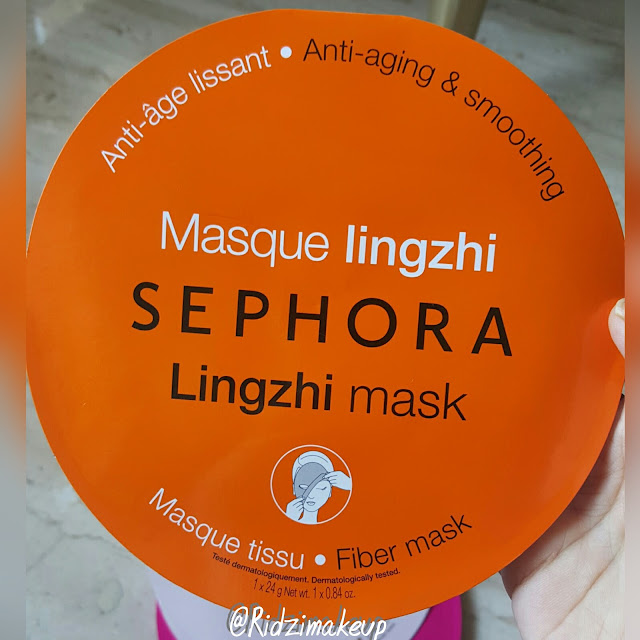 Anti-âge lissant • Anti-aging & smoothing
Masque lingzhi
SEPHORA
Lingzhi mask
Masque tissu • Fiber mask
Testé dermatologiquement. Dermatologically tested.
1 x 24 g Net wt. 1 x 0.84 oz.
@Ridzimakeup